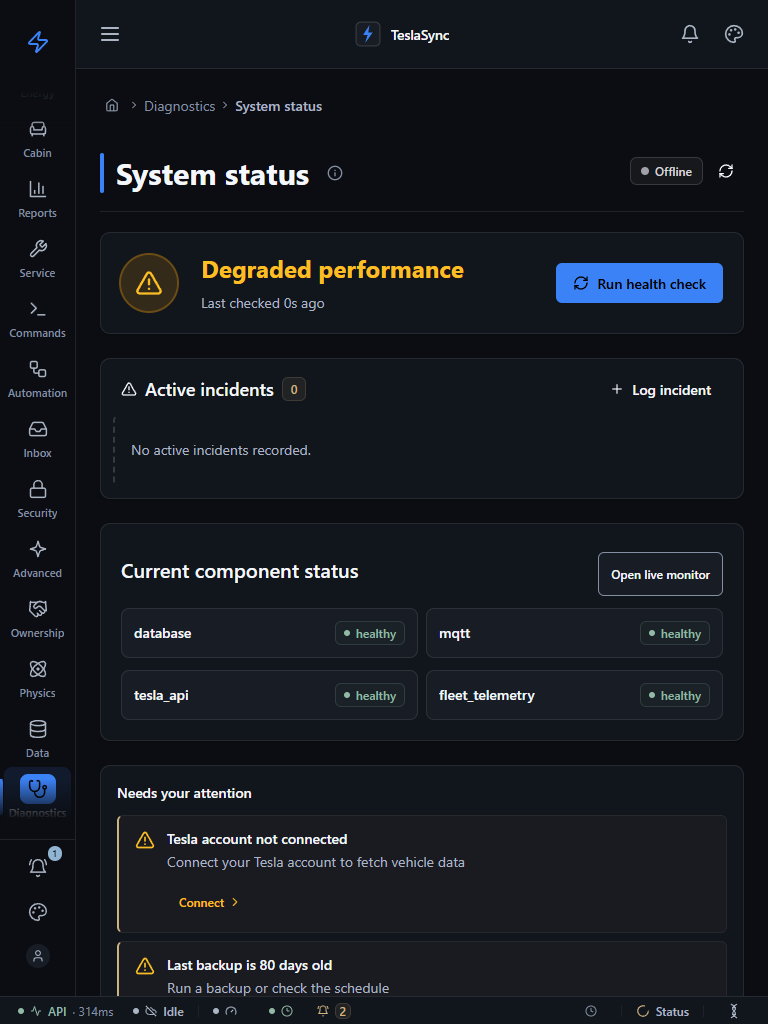 TeslaSync
Energy
Cabin
Reports
Service
Commands
Automation
Inbox
Security
Advanced
Ownership
Physics
Data
Diagnostics
1
Diagnostics
System status
System status
Offline
Degraded performance
Last checked 0s ago
Run health check
Active incidents 0
Log incident
No active incidents recorded.
Current component status
Open live monitor
database healthy
mqtt healthy
tesla_api healthy
fleet_telemetry healthy
Needs your attention
Tesla account not connected
Connect your Tesla account to fetch vehicle data
Connect
Last backup is 80 days old
Run a backup or check the schedule
API · 314ms Idle 2 Status